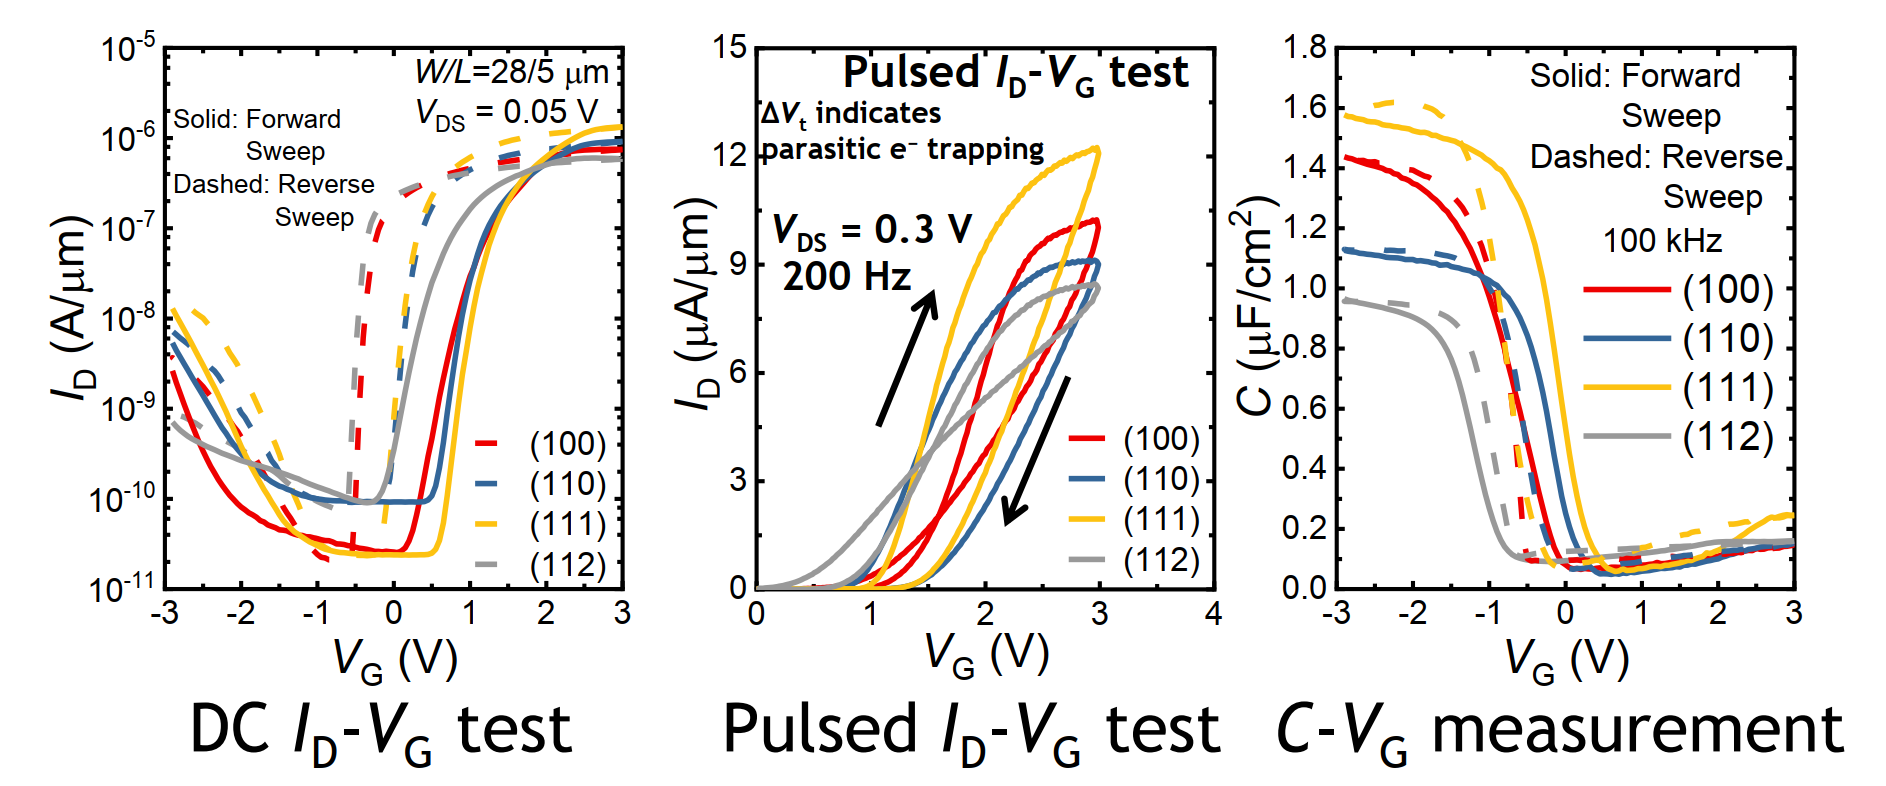 10-5
10-6
10-7
10-8
10-9
10-10
10-11
ID (A/μm)
W/L=28/5 μm
VDS = 0.05 V
Solid: Forward
Sweep
Dashed: Reverse
Sweep
(100)
(110)
(111)
(112)
-3 -2 -1 0 1 2 3
VG (V)
DC ID-VG test
15
12
9
6
3
0
ID (μA/μm)
Pulsed ID-VG test
ΔVt indicates
parasitic e− trapping
VDS = 0.3 V
200 Hz
(100)
(110)
(111)
(112)
0 1 2 3 4
VG (V)
Pulsed ID-VG test
1.8
1.6
1.4
1.2
1.0
0.8
0.6
0.4
0.2
0.0
C (μF/cm2)
Solid: Forward
Sweep
Dashed: Reverse
Sweep
100 kHz
(100)
(110)
(111)
(112)
-3 -2 -1 0 1 2 3
VG (V)
C-VG measurement